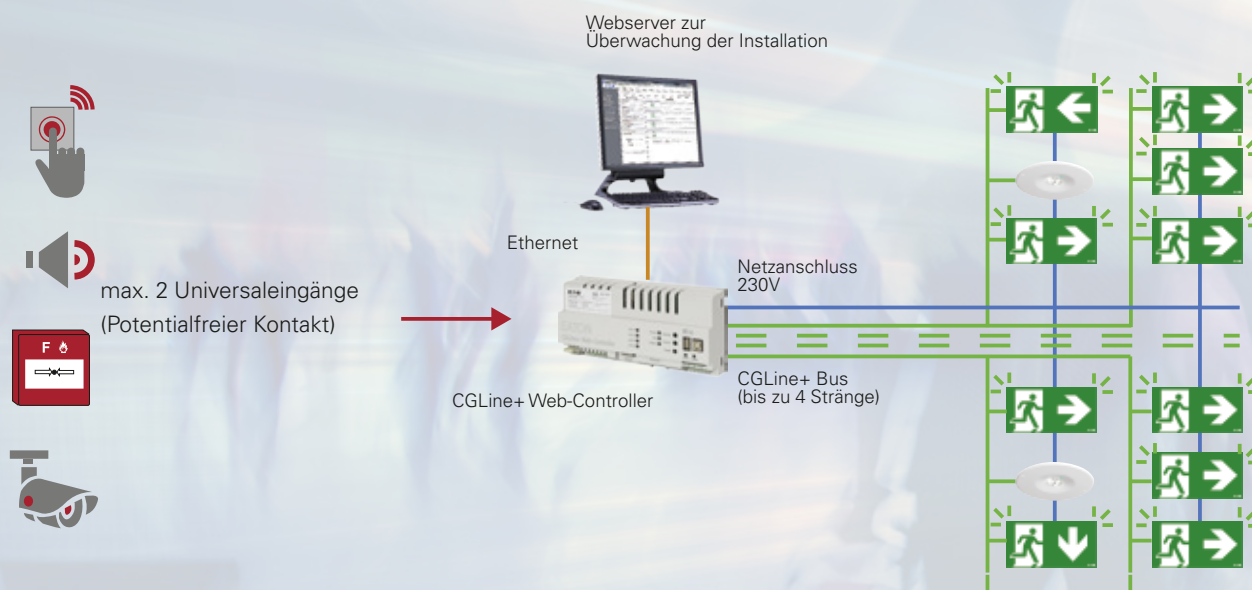 Webserver zur
Überwachung der Installation
Ethernet
max. 2 Universaleingänge
(Potentialfreier Kontakt)
F
Netzanschluss
230V
EATON
CGLine+ Web-Controller
CGLine+ Bus
(bis zu 4 Stränge)